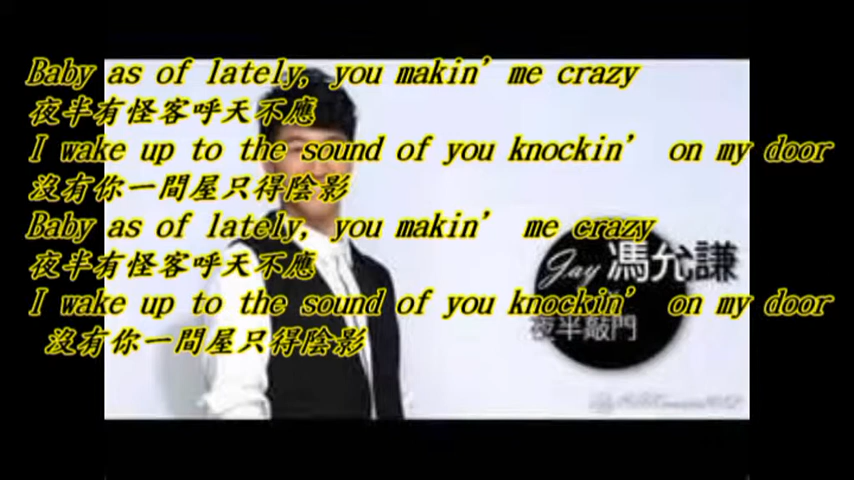 Baby as of lately, you makin' me crazy
夜半有怪客呼天不應
I wake up to the sound of you knockin' on my door
沒有你一間屋只得陰影
Baby as of lately, you makin' me crazy
夜半有怪客呼天不應
Jay 馮允謙
I wake up to the sound of you knockin' on my door
夜半敲門
沒有你一間屋只得陰影